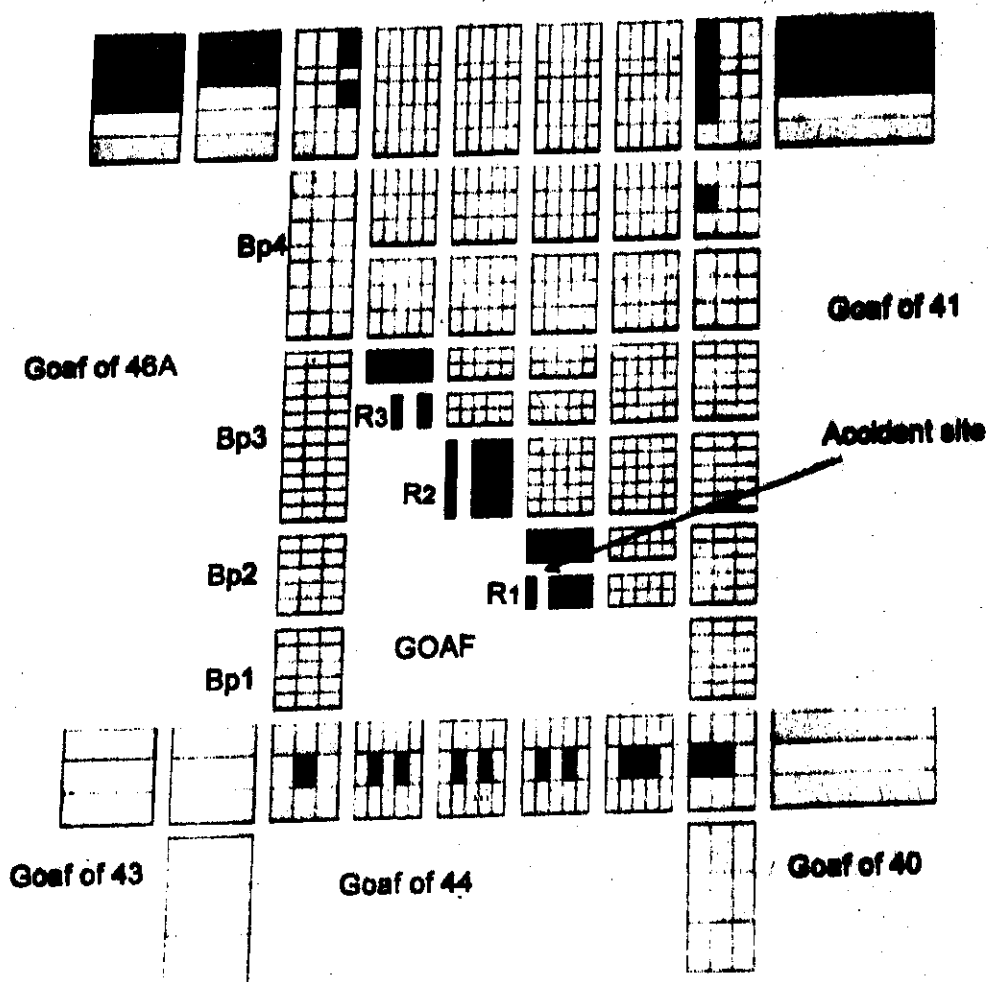 Bp4
Goaf of 41
Goaf of 46A
R3
Bp3
Accident site
R2
Bp2
R1
GOAF
Bp1
Goaf of 43
Goaf of 44
Goaf of 40